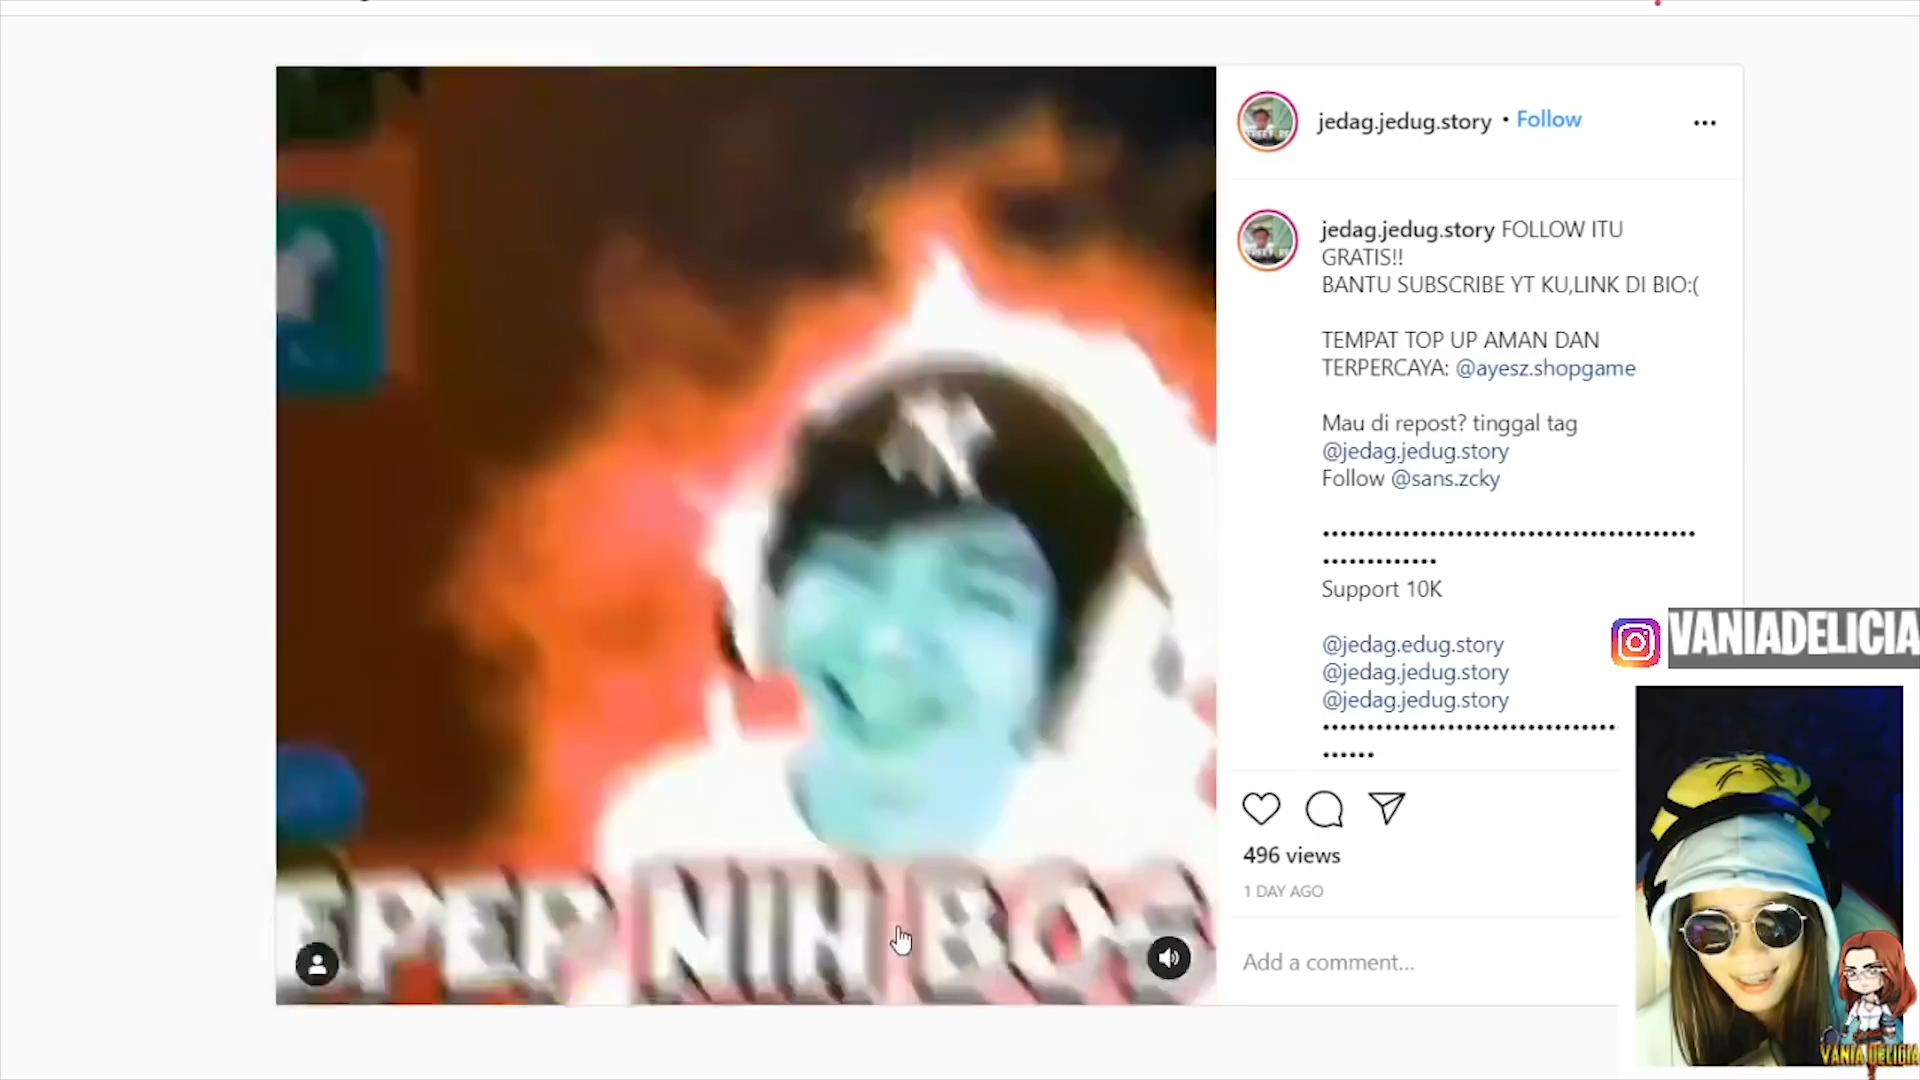 jedag.jedug.story • Follow
jedag.jedug.story FOLLOW ITU
GRATIS!!
BANTU SUBSCRIBE YT KU,LINK DI BIO:(
TEMPAT TOP UP AMAN DAN
TERPERCAYA: @ayesz.shopgame
Mau di repost? tinggal tag
@jedag.jedug.story
Follow @sans.zcky
•••••••••••••••••••••••••••••••••••••••••
•••••••••••••
Support 10K
@jedag.edug.story
@jedag.jedug.story
@jedag.jedug.story
••••••••••••••••••••••••••••••••
••••••
496 views
1 DAY AGO
Add a comment...
EPEP NIH BOS
VANIADELICIA
VANIA DELICIA